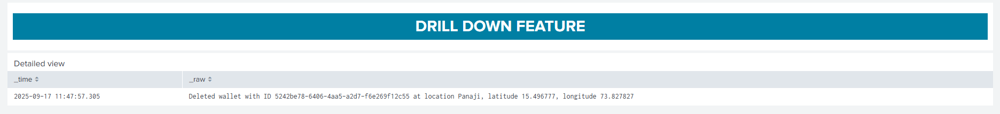 DRILL DOWN FEATURE
Detailed view
_time _raw
2025-09-17 11:47:57.305 Deleted wallet with ID 5242be78-6406-4aa5-a2d7-f6e269f12c55 at location Panaji, latitude 15.496777, longitude 73.827827